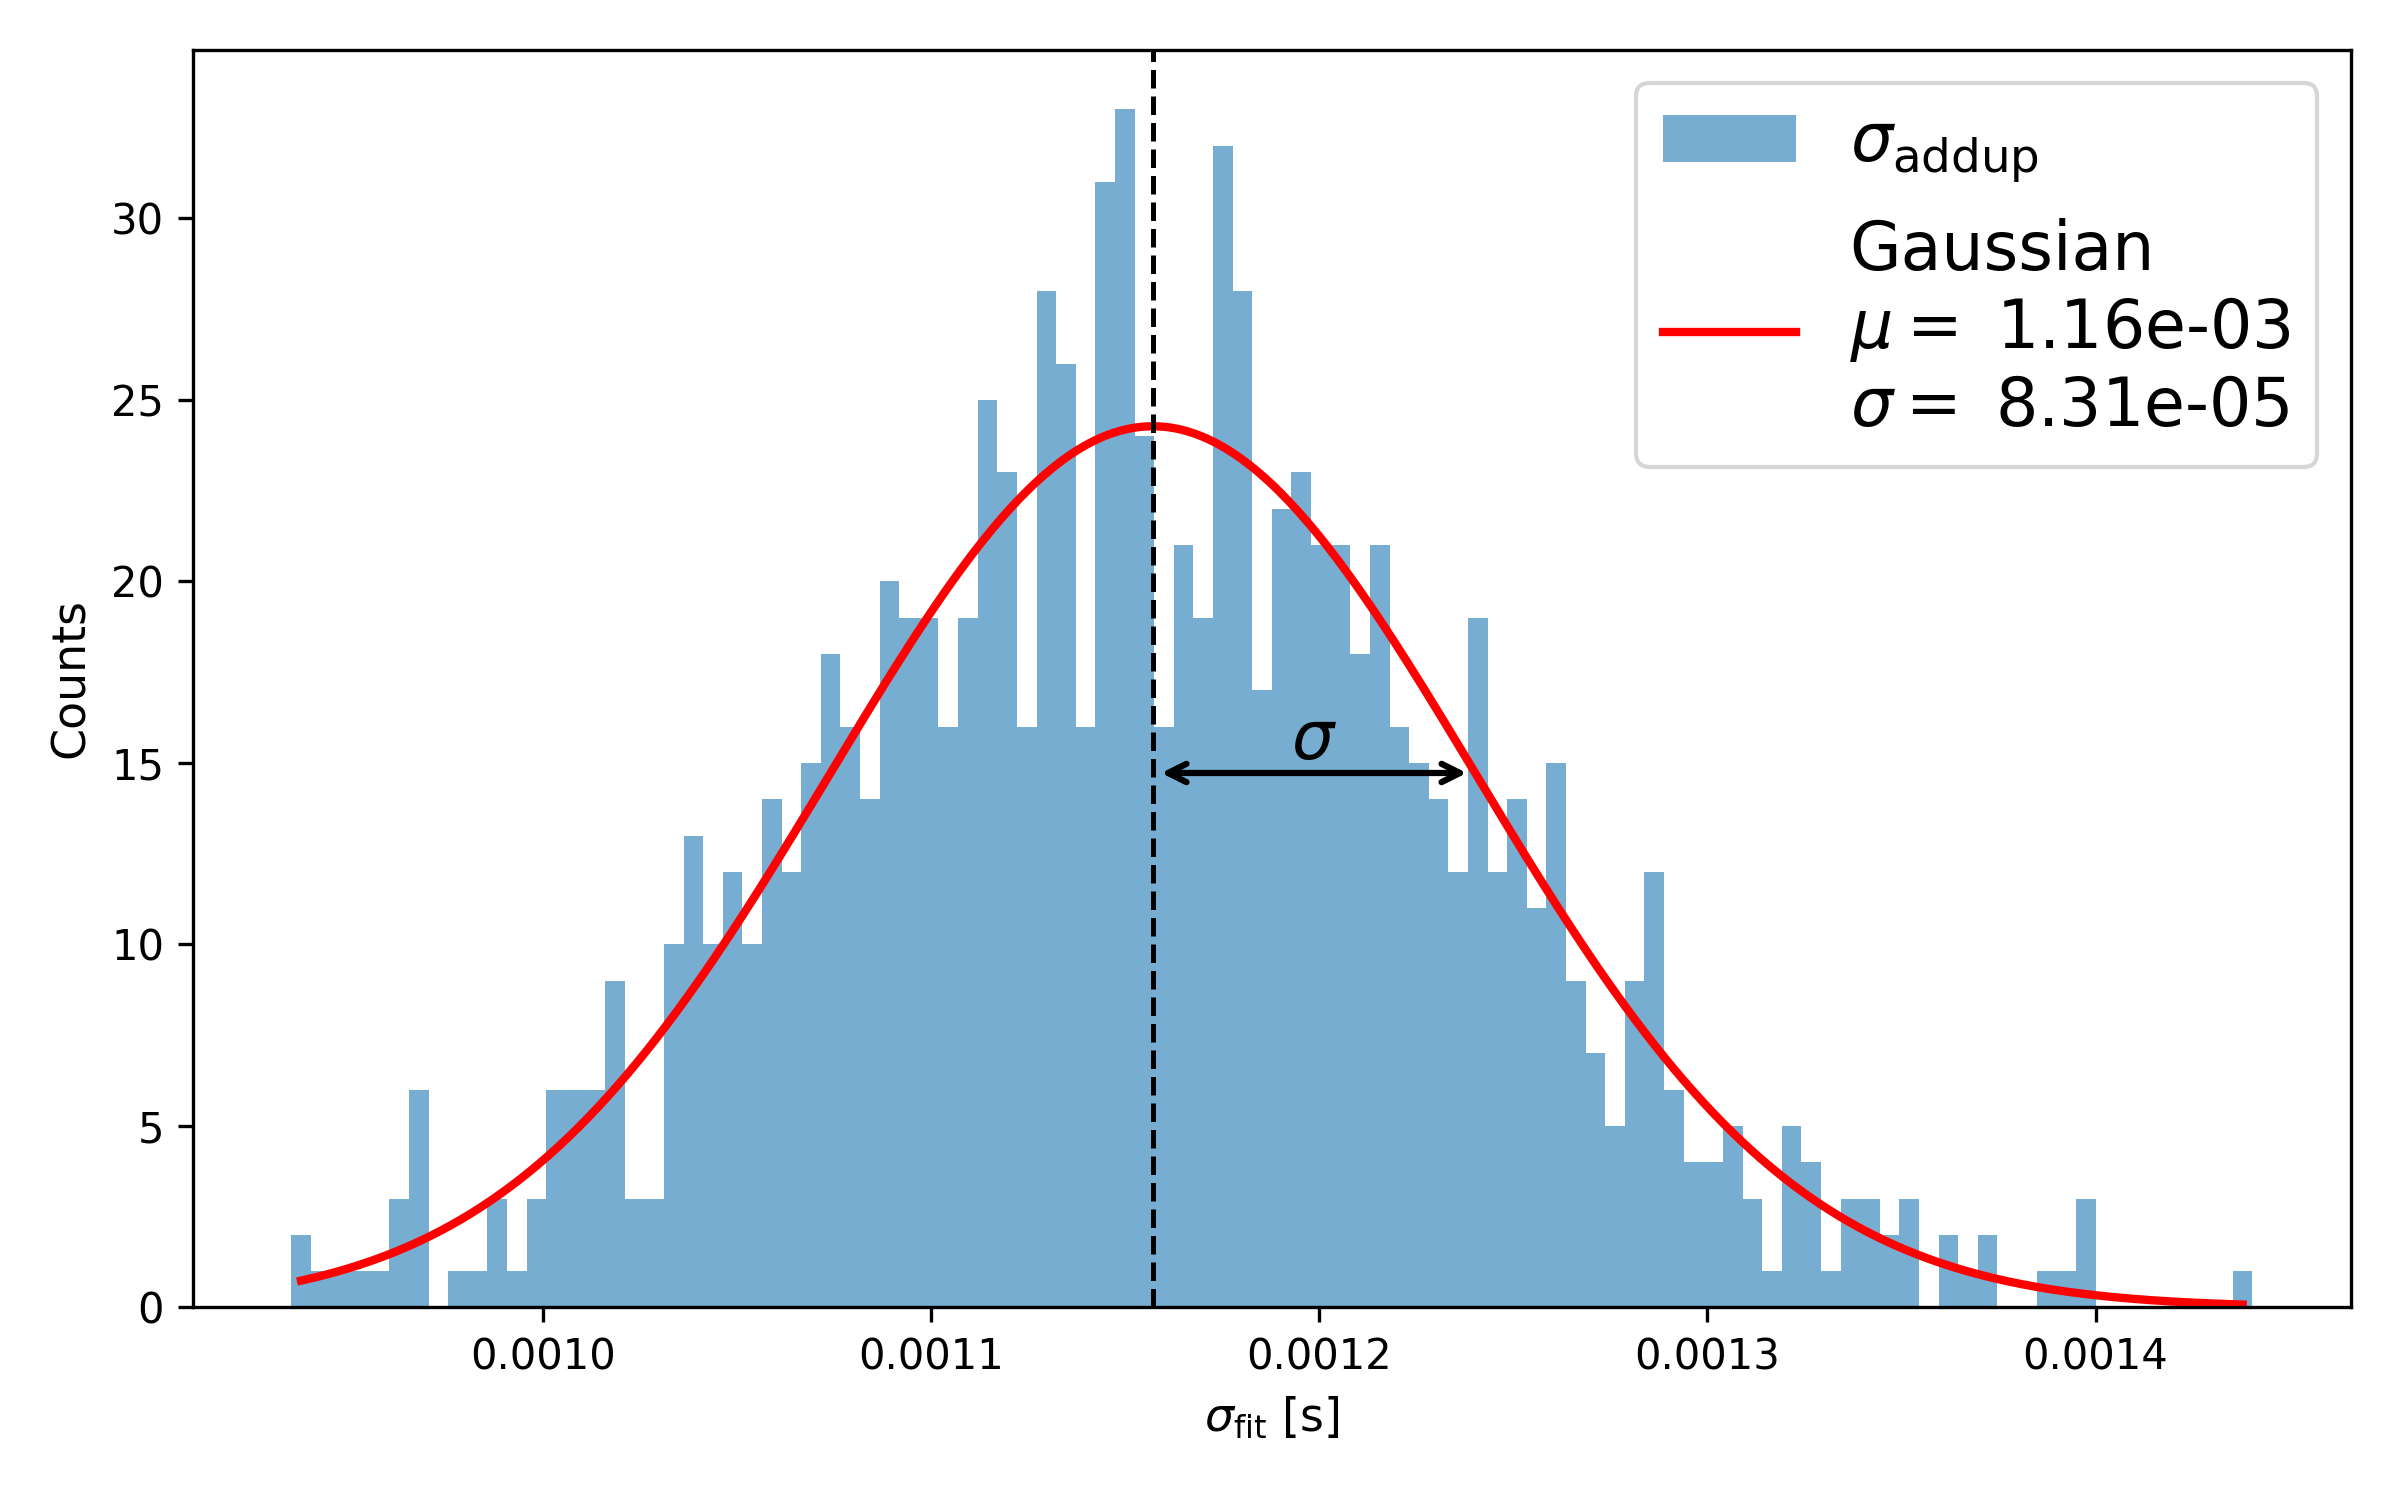 σaddup
Gaussian
μ = 1.16e-03
σ = 8.31e-05
30
25
20
15
10
5
0
Counts
σ
0.0010 0.0011 0.0012 0.0013 0.0014
σfit [s]